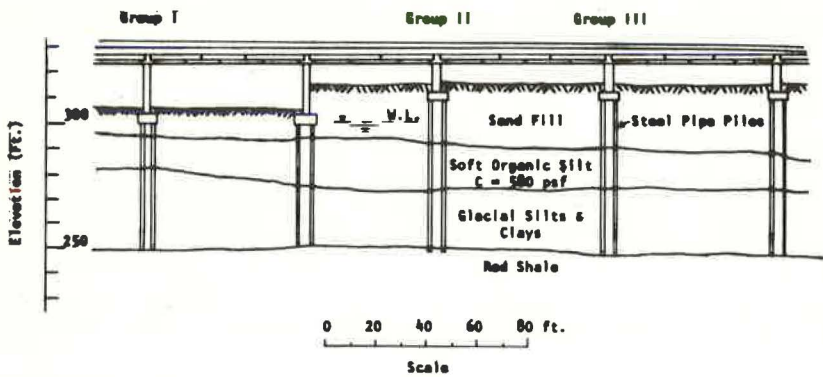 Group I Group II Group III
300
W.L.
Sand Fill
Steel Pipe Piles
Soft Organic Silt
C = 500 psf
Glacial Silts &
Clays
250
Red Shale
Elevation (Ft.)
0 20 40 60 80 ft.
Scale